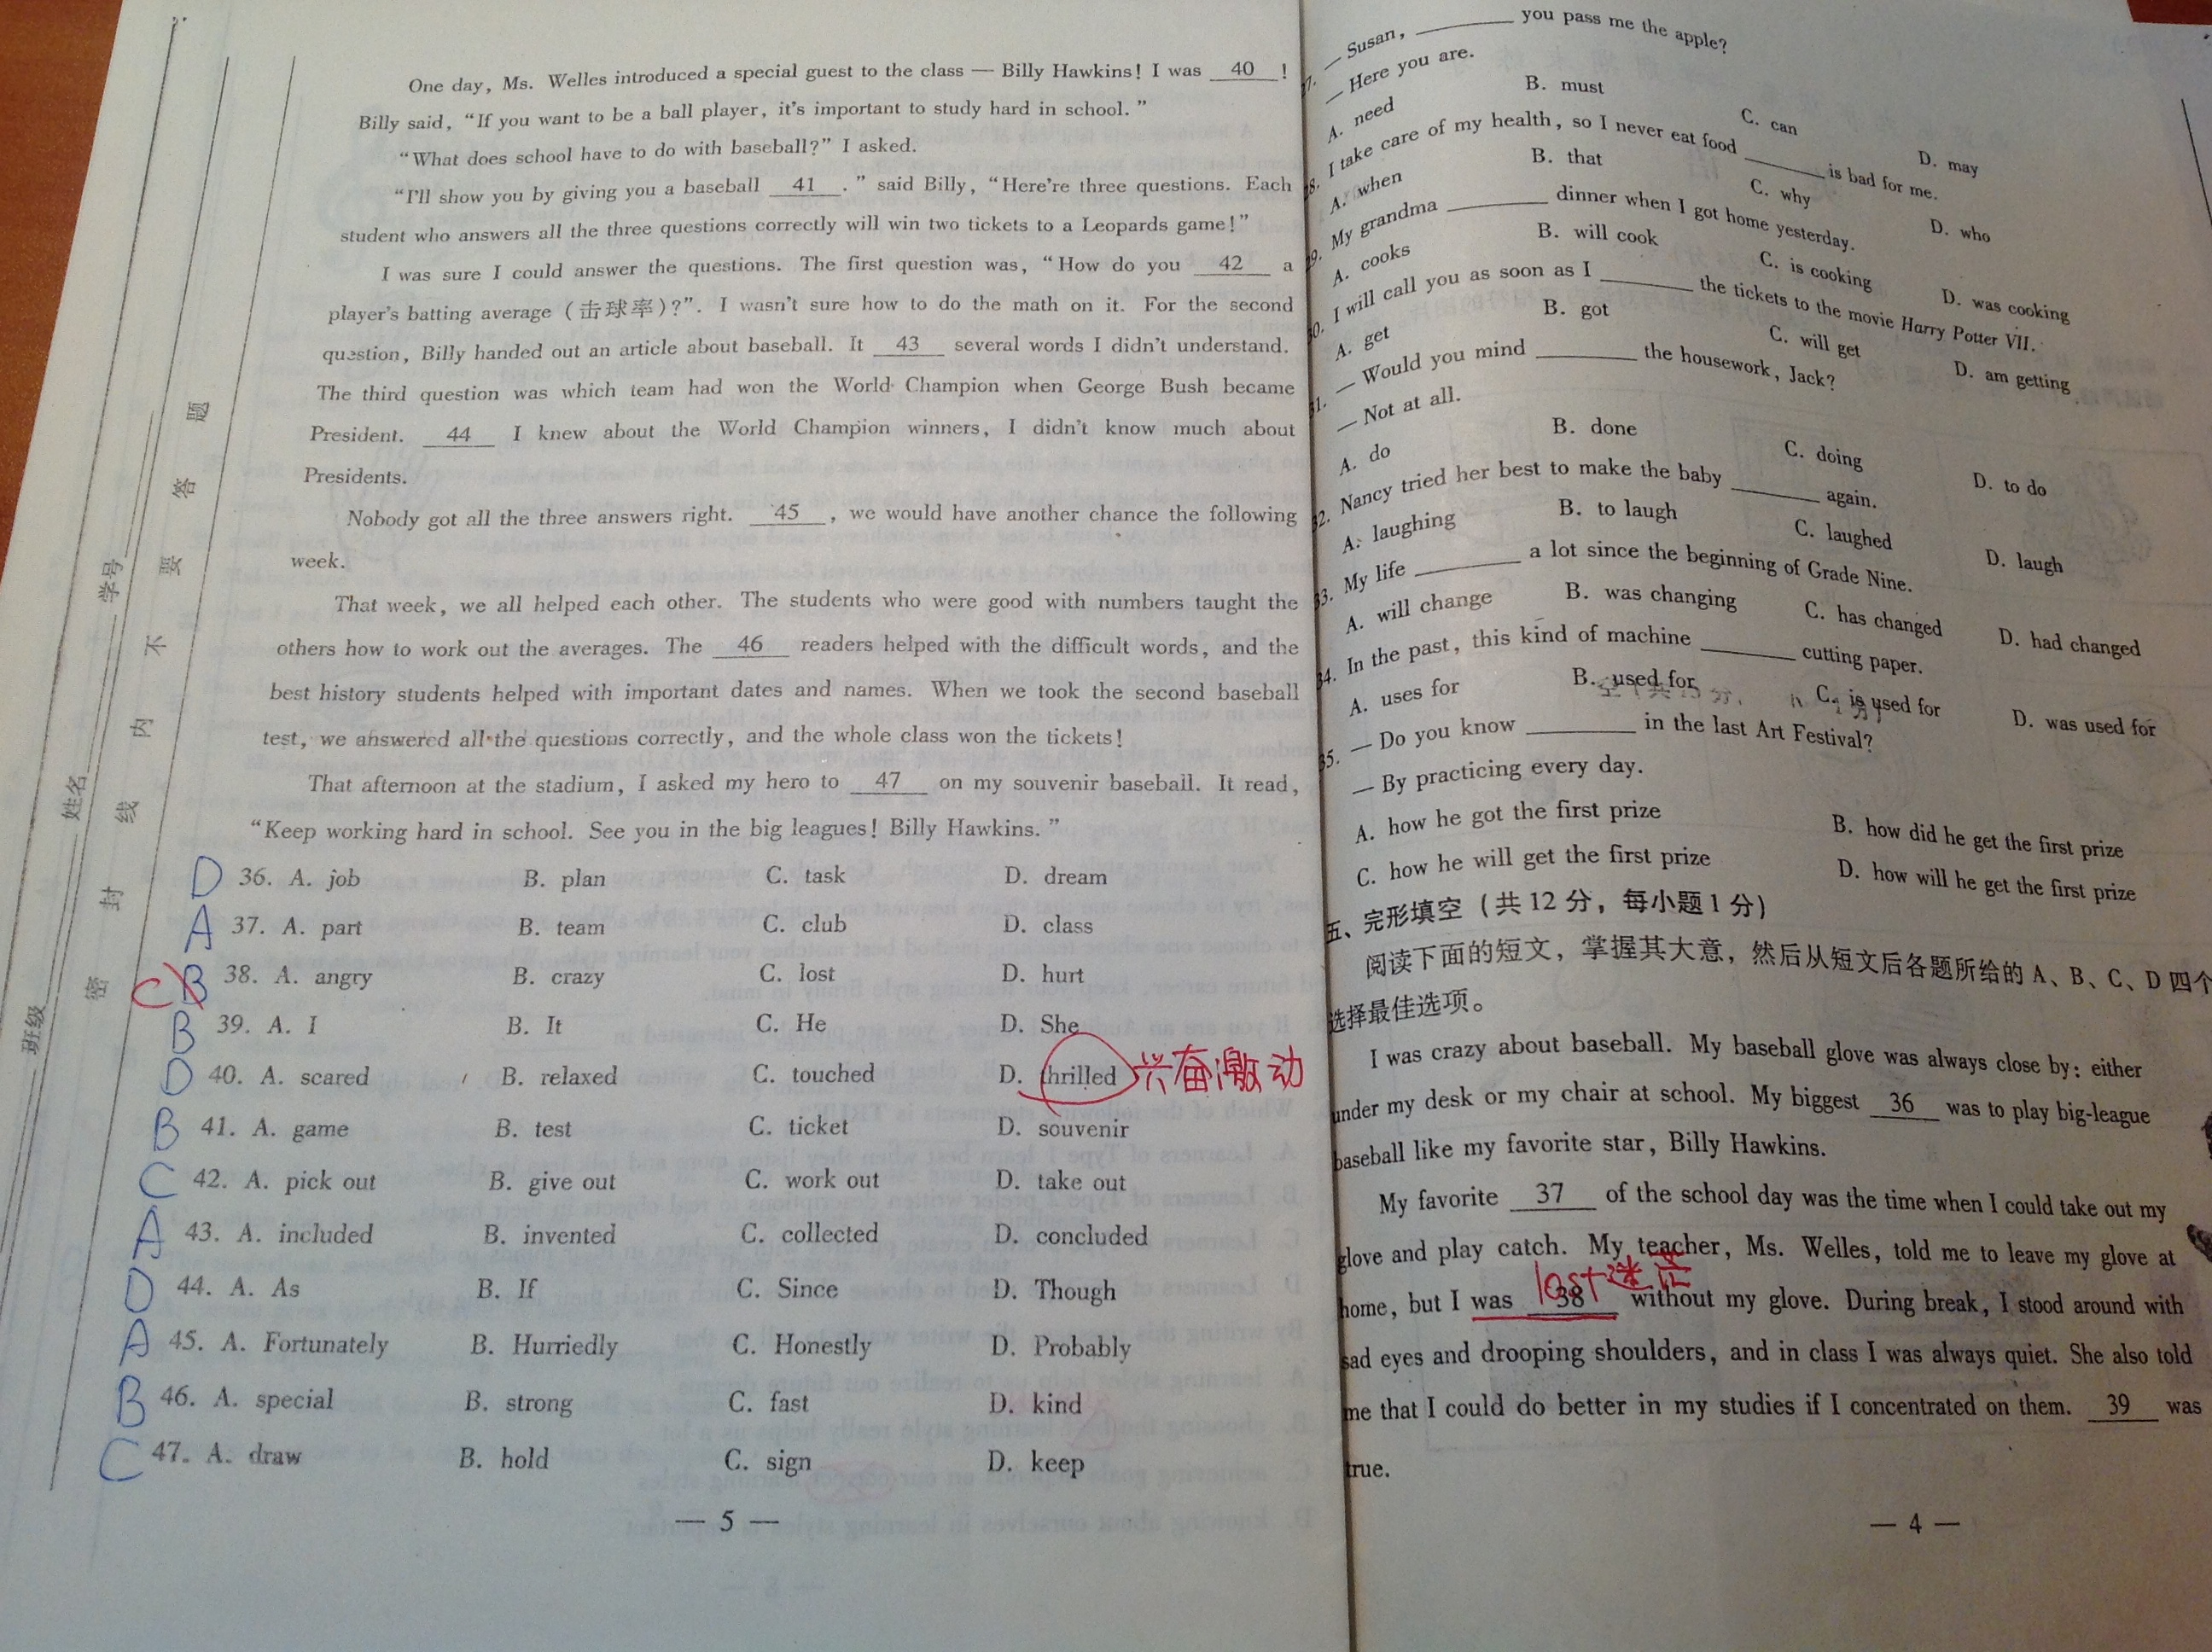 One day, Ms. Welles introduced a special guest to the class — Billy Hawkins! I was 40 !
Billy said, “If you want to be a ball player, it's important to study hard in school.”
“What does school have to do with baseball?” I asked.
“I'll show you by giving you a baseball 41 .” said Billy, “Here're three questions. Each
student who answers all the three questions correctly will win two tickets to a Leopards game!”
I was sure I could answer the questions. The first question was, “How do you 42 a
player's batting average (击球率)?”. I wasn't sure how to do the math on it. For the second
question, Billy handed out an article about baseball. It 43 several words I didn't understand.
The third question was which team had won the World Champion when George Bush became
President. 44 I knew about the World Champion winners, I didn't know much about
Presidents.
Nobody got all the three answers right. 45 , we would have another chance the following
week.
That week, we all helped each other. The students who were good with numbers taught the
others how to work out the averages. The 46 readers helped with the difficult words, and the
best history students helped with important dates and names. When we took the second baseball
test, we answered all the questions correctly, and the whole class won the tickets!
That afternoon at the stadium, I asked my hero to 47 on my souvenir baseball. It read,
“Keep working hard in school. See you in the big leagues! Billy Hawkins.”
D 36. A. job B. plan C. task D. dream
A 37. A. part B. team C. club D. class
C B 38. A. angry B. crazy C. lost D. hurt
B 39. A. I B. It C. He D. She
D 40. A. scared B. relaxed C. touched D. thrilled 兴奋激动
B 41. A. game B. test C. ticket D. souvenir
C 42. A. pick out B. give out C. work out D. take out
A 43. A. included B. invented C. collected D. concluded
D 44. A. As B. If C. Since D. Though
A 45. A. Fortunately B. Hurriedly C. Honestly D. Probably
B 46. A. special B. strong C. fast D. kind
C 47. A. draw B. hold C. sign D. keep
— 5 —
班级 姓名 学号
密 封 线 内 不 要 答 题
— Susan, ______ you pass me the apple?
— Here you are.
A. need B. must C. can D. may
I take care of my health, so I never eat food ______ is bad for me.
A. when B. that C. why D. who
My grandma ______ dinner when I got home yesterday.
A. cooks B. will cook C. is cooking D. was cooking
I will call you as soon as I ______ the tickets to the movie Harry Potter VII.
A. get B. got C. will get D. am getting
— Would you mind ______ the housework, Jack?
— Not at all.
A. do B. done C. doing D. to do
Nancy tried her best to make the baby ______ again.
A. laughing B. to laugh C. laughed D. laugh
My life ______ a lot since the beginning of Grade Nine.
A. will change B. was changing C. has changed D. had changed
34. In the past, this kind of machine ______ cutting paper.
A. uses for B. used for C. is used for D. was used for
35. — Do you know ______ in the last Art Festival?
— By practicing every day.
A. how he got the first prize B. how did he get the first prize
C. how he will get the first prize D. how will he get the first prize
五、完形填空（共12分，每小题1分）
阅读下面的短文，掌握其大意，然后从短文后各题所给的A、B、C、D四个
选择最佳选项。
I was crazy about baseball. My baseball glove was always close by: either
under my desk or my chair at school. My biggest 36 was to play big-league
baseball like my favorite star, Billy Hawkins.
My favorite 37 of the school day was the time when I could take out my
glove and play catch. My teacher, Ms. Welles, told me to leave my glove at
lost
home, but I was 38 without my glove. During break, I stood around with
sad eyes and drooping shoulders, and in class I was always quiet. She also told
me that I could do better in my studies if I concentrated on them. 39 was
true.
— 4 —